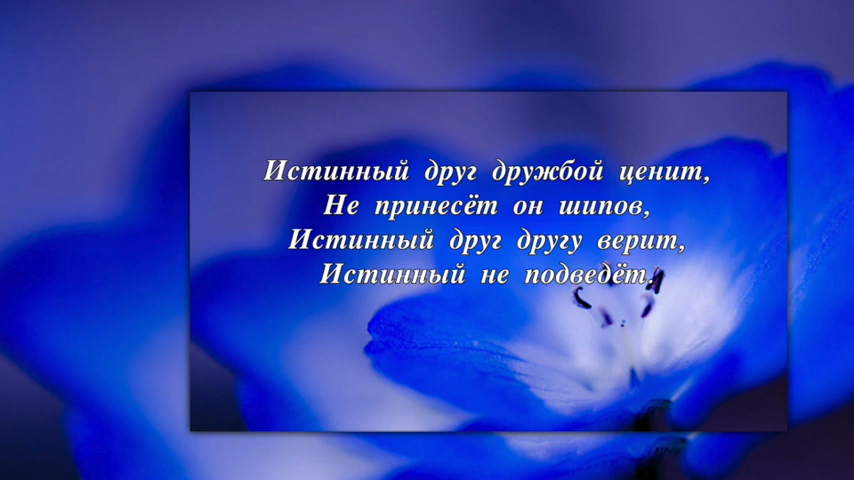 Истинный друг дружбой ценит,
Не принесёт он шипов,
Истинный друг другу верит,
Истинный не подведёт.